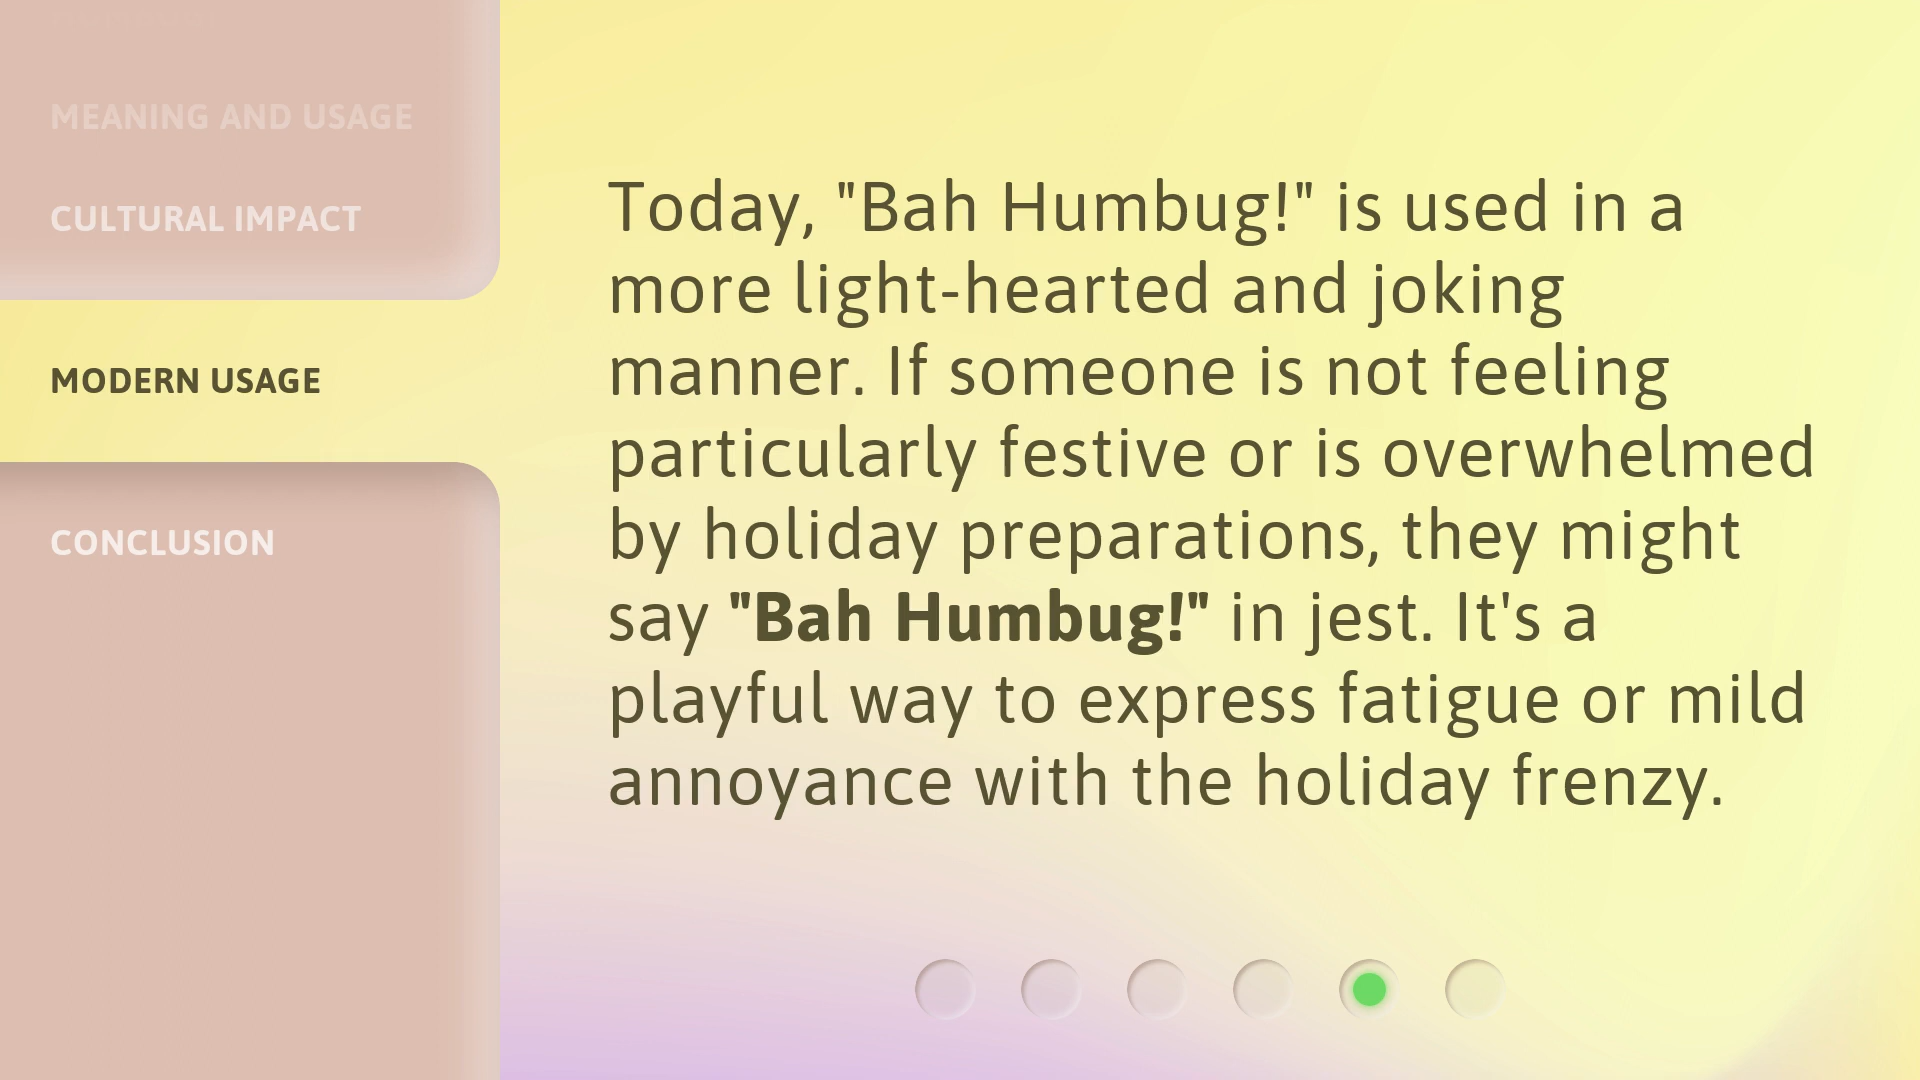 MEANING AND USAGE
CULTURAL IMPACT
MODERN USAGE
CONCLUSION
Today, "Bah Humbug!" is used in a
more light-hearted and joking
manner. If someone is not feeling
particularly festive or is overwhelmed
by holiday preparations, they might
say "Bah Humbug!" in jest. It's a
playful way to express fatigue or mild
annoyance with the holiday frenzy.